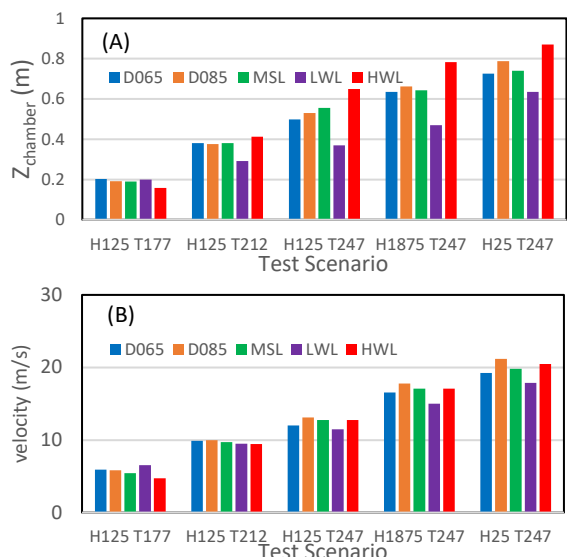 (A)
1
0.8
0.6
0.4
0.2
0
Z chamber (m)
D065 D085 MSL LWL HWL
H125 T177 H125 T212 H125 T247 H1875 T247 H25 T247
Test Scenario
(B)
30
20
10
0
velocity (m/s)
D065 D085 MSL LWL HWL
H125 T177 H125 T212 H125 T247 H1875 T247 H25 T247
Test Scenario